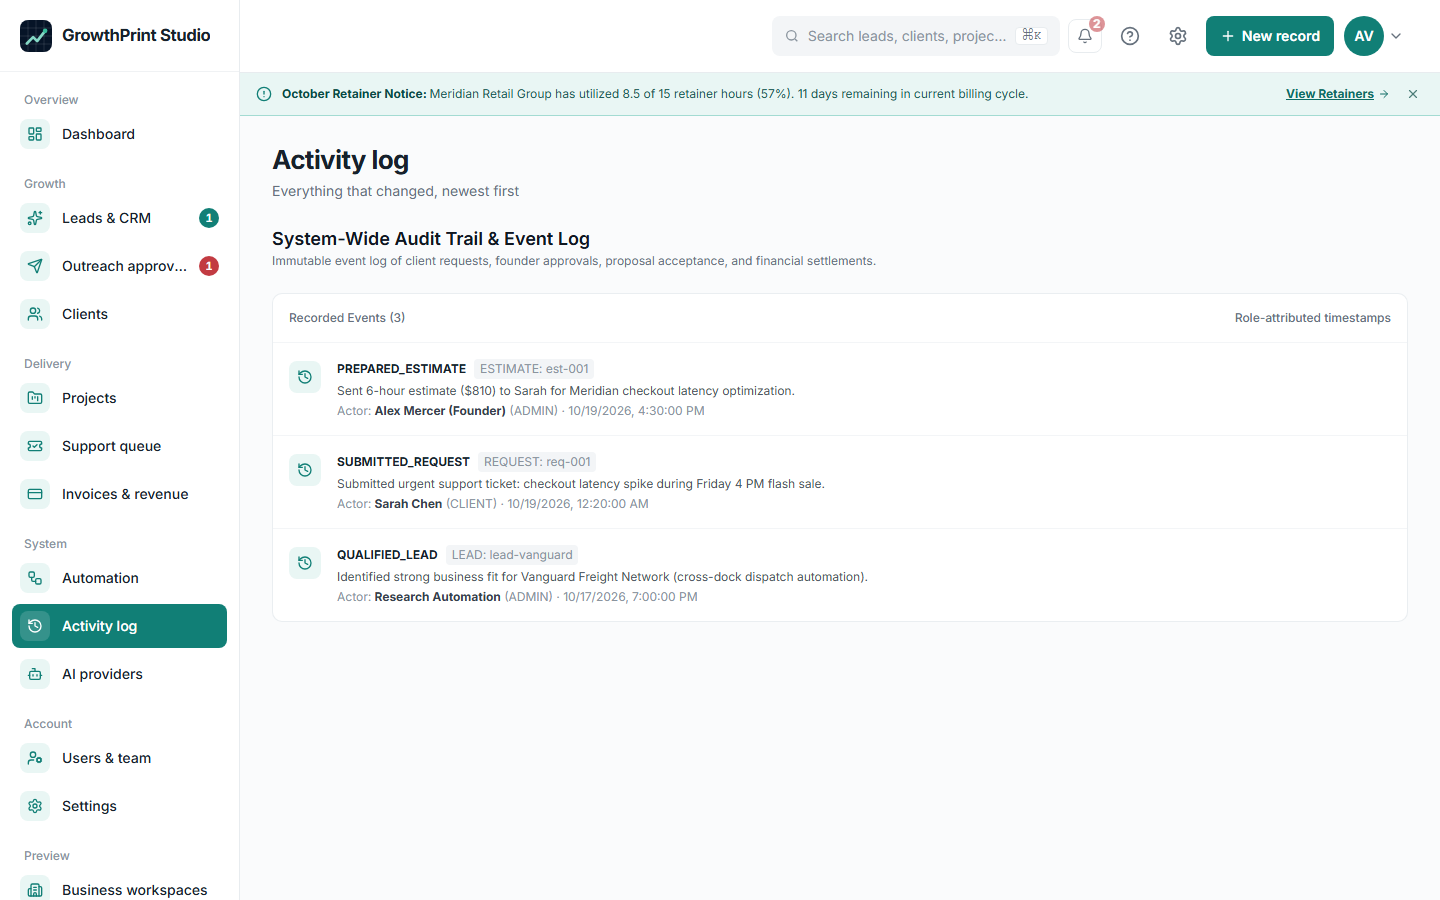 GrowthPrint Studio
Search leads, clients, projec...
⌘K
2
New record
AV
October Retainer Notice: Meridian Retail Group has utilized 8.5 of 15 retainer hours (57%). 11 days remaining in current billing cycle.
View Retainers
Overview
Dashboard
Growth
Leads & CRM
1
Outreach approv...
1
Clients
Delivery
Projects
Support queue
Invoices & revenue
System
Automation
Activity log
AI providers
Account
Users & team
Settings
Preview
Business workspaces
Activity log
Everything that changed, newest first
System-Wide Audit Trail & Event Log
Immutable event log of client requests, founder approvals, proposal acceptance, and financial settlements.
Recorded Events (3)
Role-attributed timestamps
PREPARED_ESTIMATE ESTIMATE: est-001
Sent 6-hour estimate ($810) to Sarah for Meridian checkout latency optimization.
Actor: Alex Mercer (Founder) (ADMIN) · 10/19/2026, 4:30:00 PM
SUBMITTED_REQUEST REQUEST: req-001
Submitted urgent support ticket: checkout latency spike during Friday 4 PM flash sale.
Actor: Sarah Chen (CLIENT) · 10/19/2026, 12:20:00 AM
QUALIFIED_LEAD LEAD: lead-vanguard
Identified strong business fit for Vanguard Freight Network (cross-dock dispatch automation).
Actor: Research Automation (ADMIN) · 10/17/2026, 7:00:00 PM